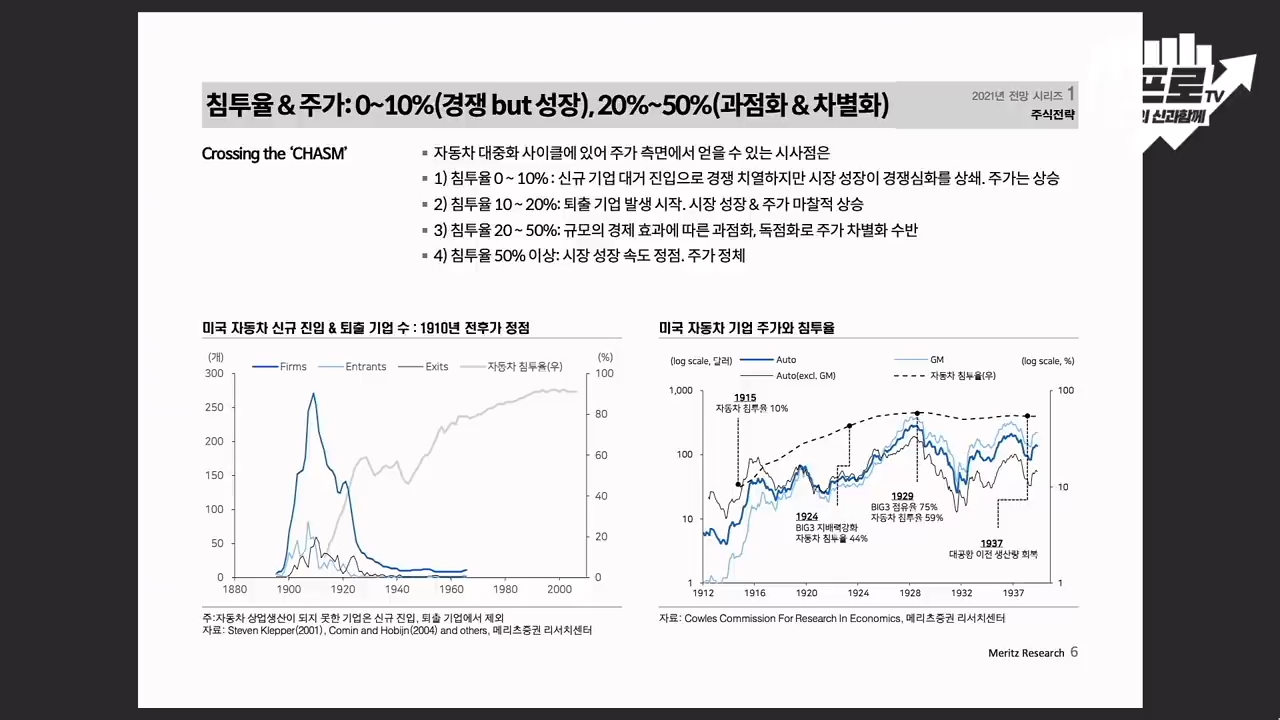 침투율 & 주가: 0~10%(경쟁 but 성장), 20%~50%(과점화 & 차별화)
2021년 전망 시리즈 1
주식전략
프로TV
신과함께
Crossing the ‘CHASM’
▪ 자동차 대중화 사이클에 있어 주가 측면에서 얻을 수 있는 시사점은
▪ 1) 침투율 0 ~ 10% : 신규 기업 대거 진입으로 경쟁 치열하지만 시장 성장이 경쟁심화를 상쇄. 주가는 상승
▪ 2) 침투율 10 ~ 20%: 퇴출 기업 발생 시작. 시장 성장 & 주가 마찰적 상승
▪ 3) 침투율 20 ~ 50%: 규모의 경제 효과에 따른 과점화, 독점화로 주가 차별화 수반
▪ 4) 침투율 50% 이상: 시장 성장 속도 정점. 주가 정체
미국 자동차 신규 진입 & 퇴출 기업 수 : 1910년 전후가 정점
(개)
(%)
Firms Entrants Exits 자동차 침투율(우)
300
250
200
150
100
50
0
100
80
60
40
20
0
1880 1900 1920 1940 1960 1980 2000
주:자동차 상업생산이 되지 못한 기업은 신규 진입, 퇴출 기업에서 제외
자료: Steven Klepper(2001), Comin and Hobijn(2004) and others, 메리츠증권 리서치센터
미국 자동차 기업 주가와 침투율
(log scale, 달러)
(log scale, %)
Auto GM
Auto(excl. GM) 자동차 침투율(우)
1,000
100
10
1
100
10
1
1915
자동차 침투율 10%
1924
BIG3 지배력강화
자동차 침투율 44%
1929
BIG3 점유율 75%
자동차 침투율 59%
1937
대공황 이전 생산량 회복
1912 1916 1920 1924 1928 1932 1937
자료: Cowles Commission For Research In Economics, 메리츠증권 리서치센터
Meritz Research 6